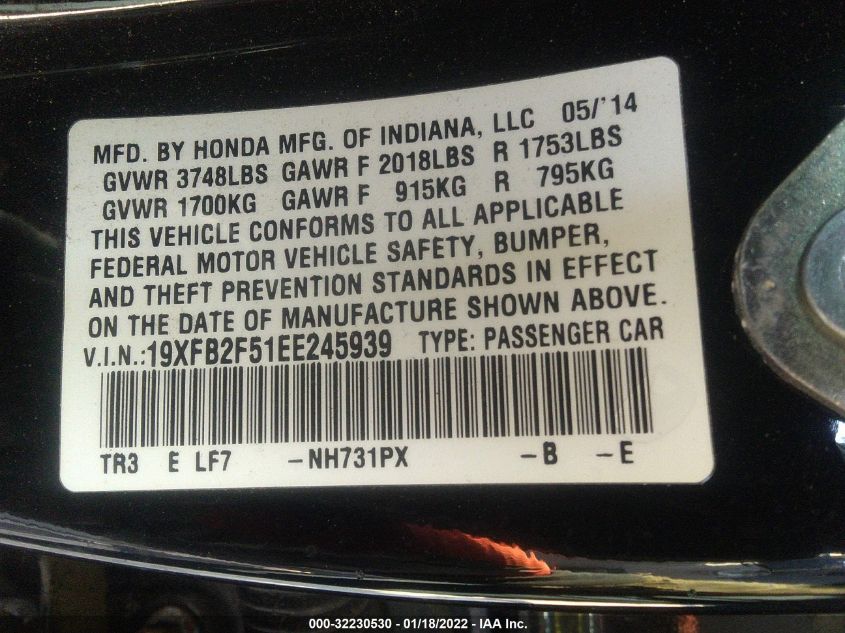 MFD. BY HONDA MFG. OF INDIANA, LLC 05/'14
GVWR 3748LBS GAWR F 2018LBS R 1753LBS
GVWR 1700KG GAWR F 915KG R 795KG
THIS VEHICLE CONFORMS TO ALL APPLICABLE
FEDERAL MOTOR VEHICLE SAFETY, BUMPER,
AND THEFT PREVENTION STANDARDS IN EFFECT
ON THE DATE OF MANUFACTURE SHOWN ABOVE.
V.I.N.:19XFB2F51EE245939 TYPE: PASSENGER CAR
TR3 E LF7 -NH731PX -B -E
000-32230530 - 01/18/2022 - IAA Inc.